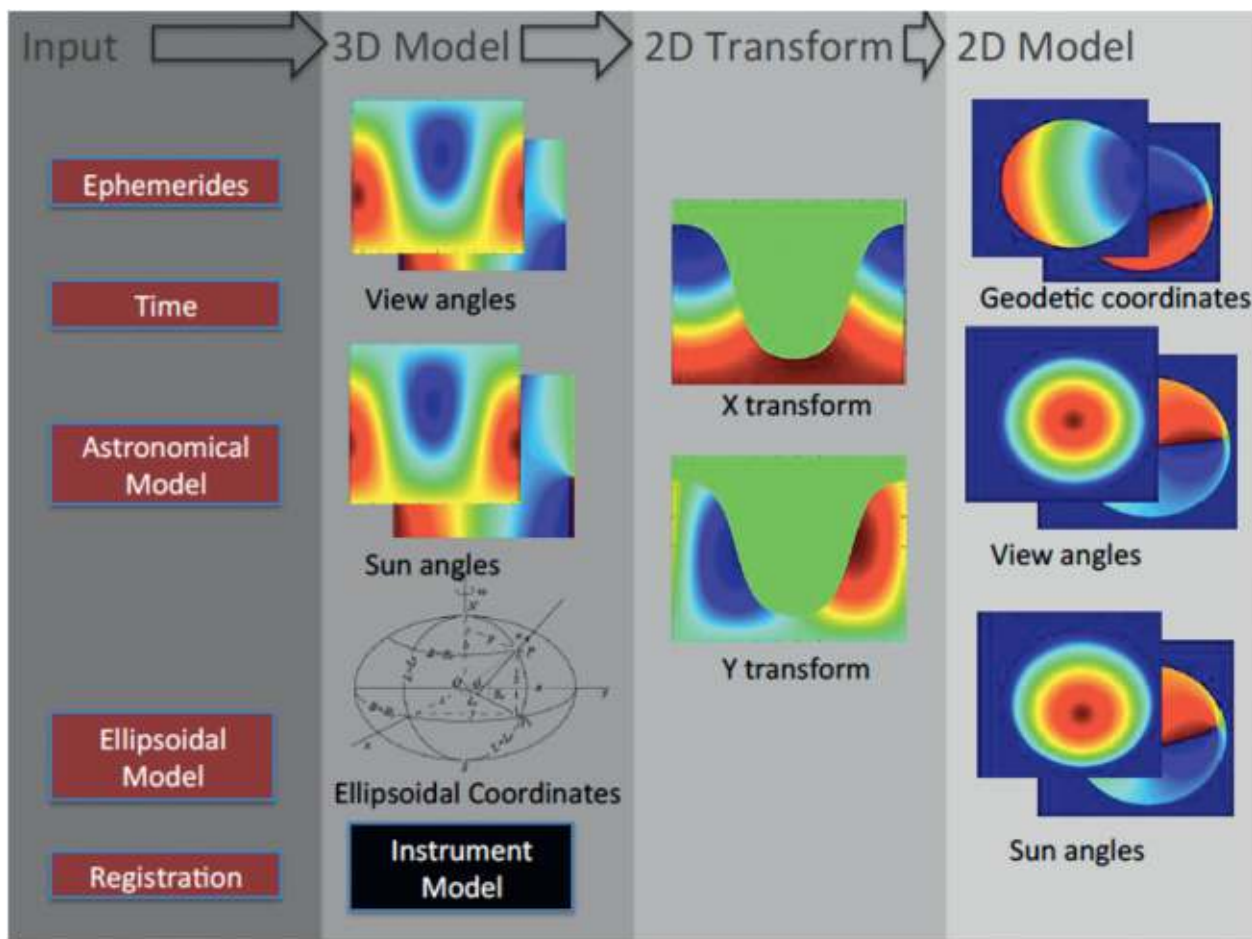 Input
3D Model
2D Transform
2D Model
Ephemerides
Time
Astronomical
Model
Ellipsoidal
Model
Registration
View angles
Sun angles
Ellipsoidal Coordinates
Instrument
Model
X transform
Y transform
Geodetic coordinates
View angles
Sun angles